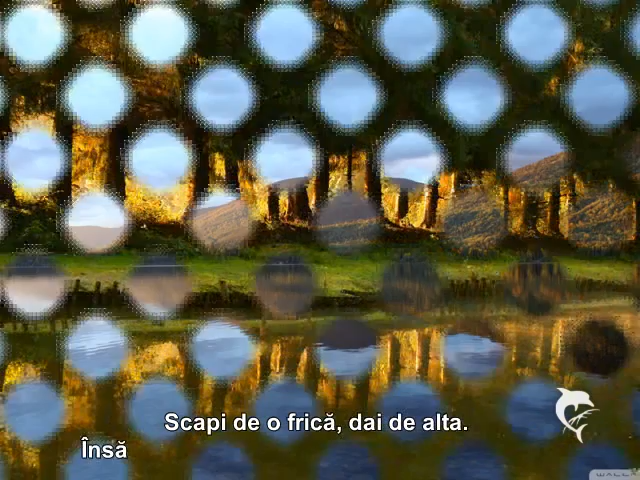 Scapi de o frică, dai de alta.
Însă